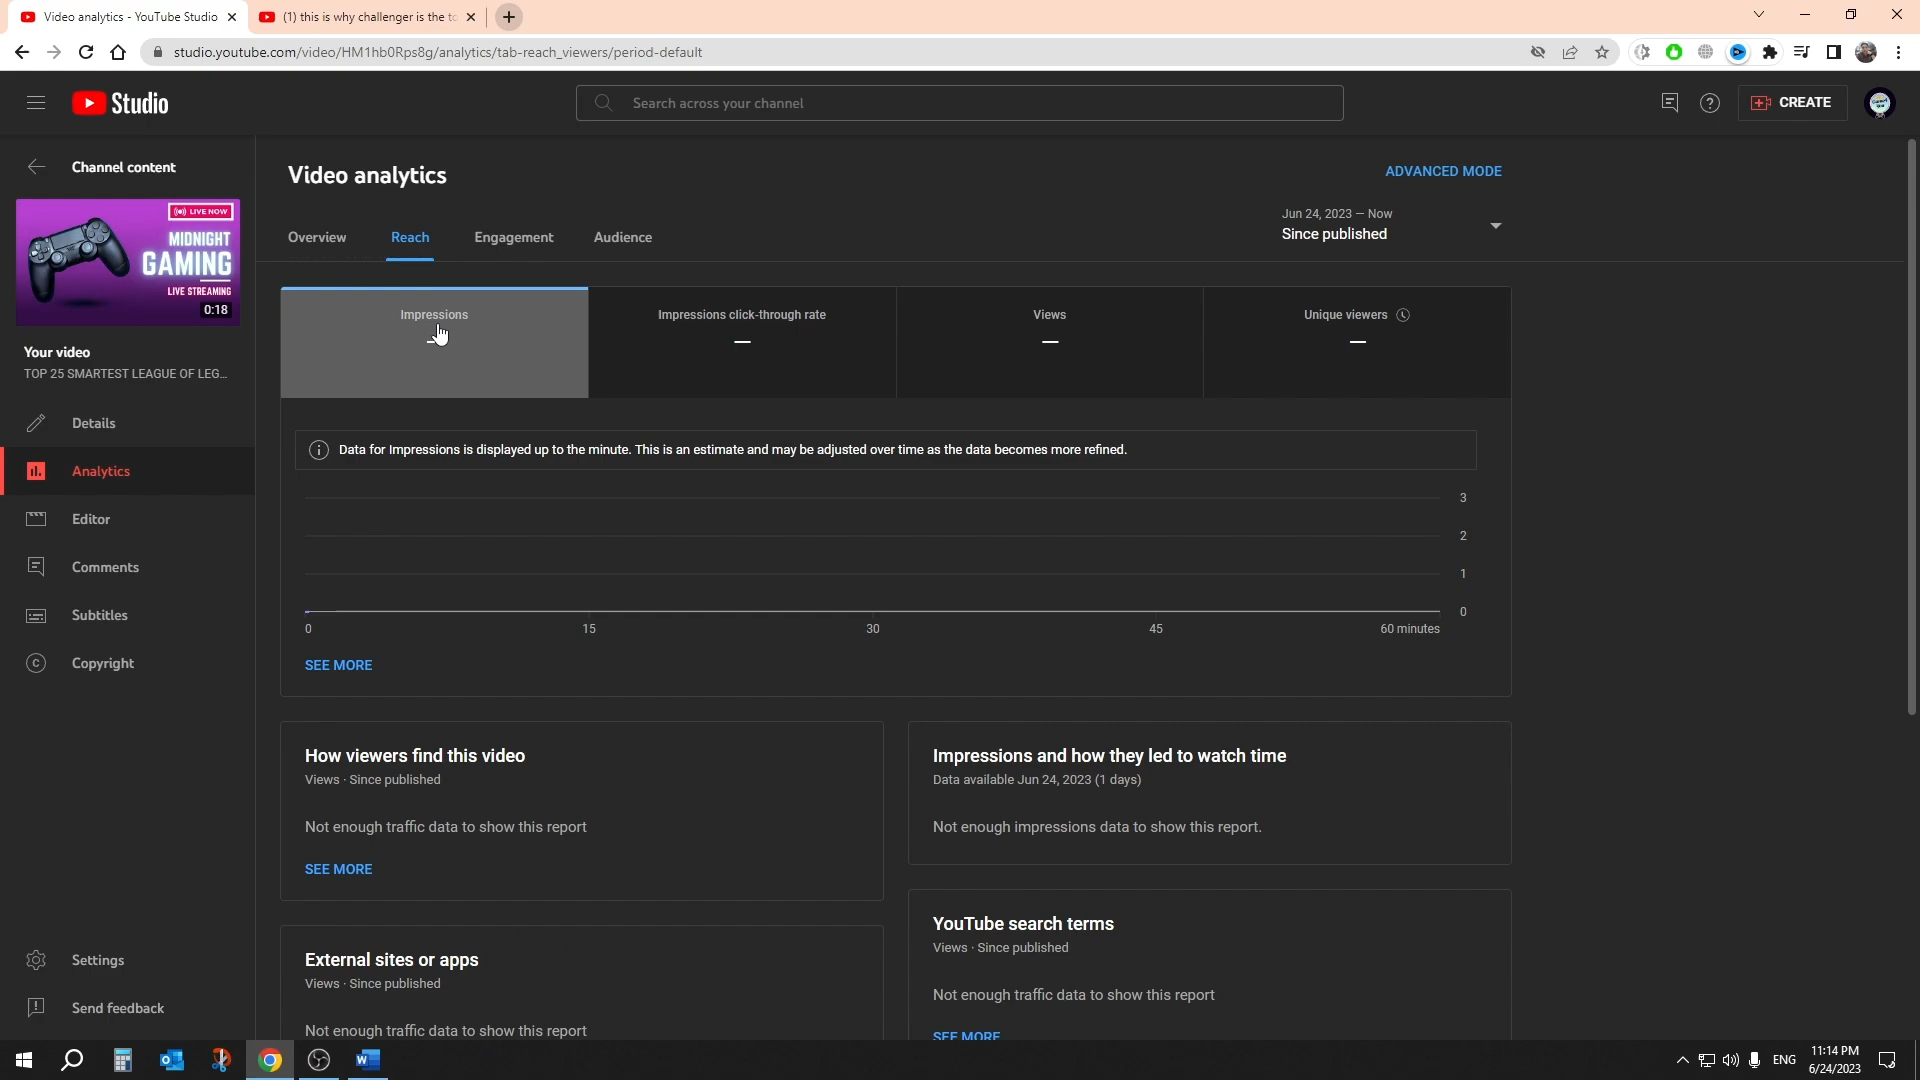 Video analytics - YouTube Studio
(1) this is why challenger is the to
studio.youtube.com/video/HM1hb0Rps8g/analytics/tab-reach_viewers/period-default
Studio
Search across your channel
CREATE
Channel content
LIVE NOW
MIDNIGHT
GAMING
LIVE STREAMING
0:18
Your video
TOP 25 SMARTEST LEAGUE OF LEG...
Details
Analytics
Editor
Comments
Subtitles
Copyright
Settings
Send feedback
Video analytics
ADVANCED MODE
Overview
Reach
Engagement
Audience
Jun 24, 2023 – Now
Since published
Impressions
—
Impressions click-through rate
—
Views
—
Unique viewers
—
Data for Impressions is displayed up to the minute. This is an estimate and may be adjusted over time as the data becomes more refined.
3
2
1
0
0
15
30
45
60 minutes
SEE MORE
How viewers find this video
Views · Since published
Not enough traffic data to show this report
SEE MORE
Impressions and how they led to watch time
Data available Jun 24, 2023 (1 days)
Not enough impressions data to show this report.
External sites or apps
Views · Since published
Not enough traffic data to show this report
YouTube search terms
Views · Since published
Not enough traffic data to show this report
SEE MORE
ENG
11:14 PM
6/24/2023